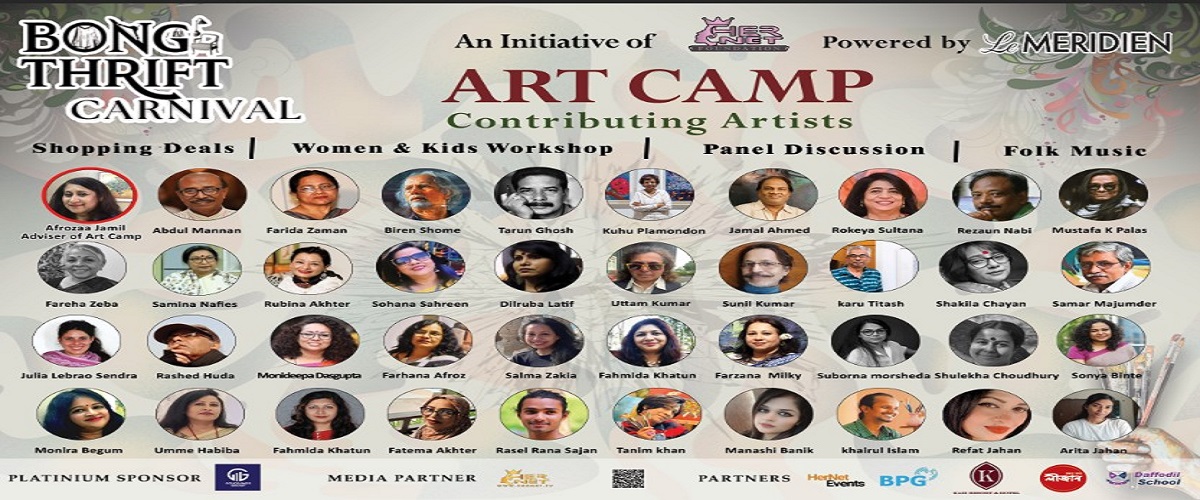 BONG
THRIFT
CARNIVAL
An Initiative of HER NET FOUNDATION Powered by Le MERIDIEN
ART CAMP
Contributing Artists
Shopping Deals | Women & Kids Workshop | Panel Discussion | Folk Music
Afrozaa Jamil Abdul Mannan Farida Zaman Biren Shome Tarun Ghosh Kuhu Plamondon Jamal Ahmed Rokeya Sultana Rezaun Nabi Mustafa K Palas
Adviser of Art Camp
Fareha Zeba Samina Nafies Rubina Akhter Sohana Sahreen Dilruba Latif Uttam Kumar Sunil Kumar karu Titash Shakila Chayan Samar Majumder
Julia Lebrao Sendra Rashed Huda Monideepa Dasgupta Farhana Afroz Salma Zakia Fahmida Khatun Farzana Milky Suborna morsheda Shulekha Choudhury Sonya Binte
Monira Begum Umme Habiba Fahmida Khatun Fatema Akhter Rasel Rana Sajan Tanim khan Manashi Banik khairul Islam Refat Jahan Arita Jahan
PLATINUM SPONSOR MEDIA PARTNER HER NET PARTNERS HerNet Events BPG K Daffodil School